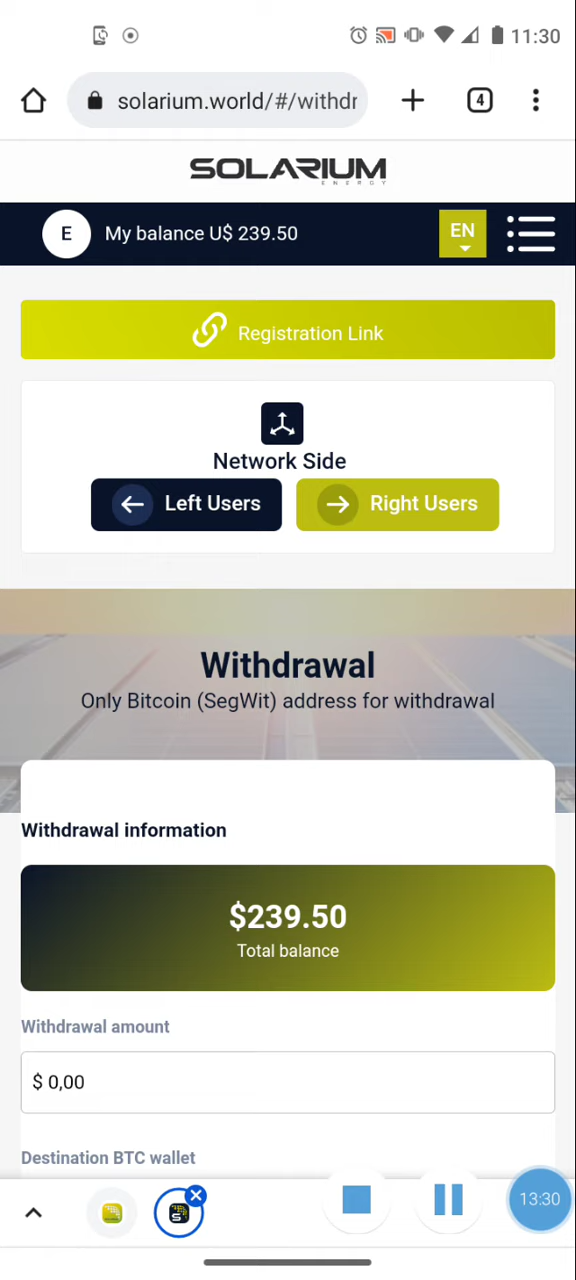 11:30
solarium.world/#/withdr
4
SOLARIUM
ENERGY
E
My balance U$ 239.50
EN
Registration Link
Network Side
Left Users
Right Users
Withdrawal
Only Bitcoin (SegWit) address for withdrawal
Withdrawal information
$239.50
Total balance
Withdrawal amount
$ 0,00
Destination BTC wallet
S
13:30